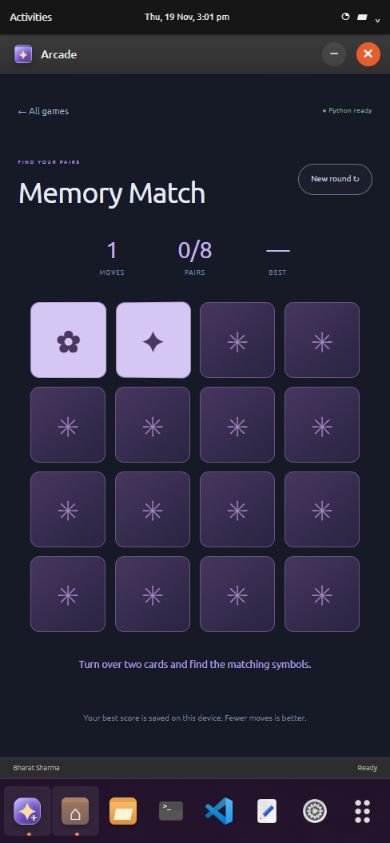 Activities
Thu, 19 Nov, 3:01 pm
Arcade
← All games
Python ready
FIND YOUR PAIRS
Memory Match
New round ↻
1
0/8
—
MOVES
PAIRS
BEST
Turn over two cards and find the matching symbols.
Your best score is saved on this device. Fewer moves is better.
Bharat Sharma
Ready